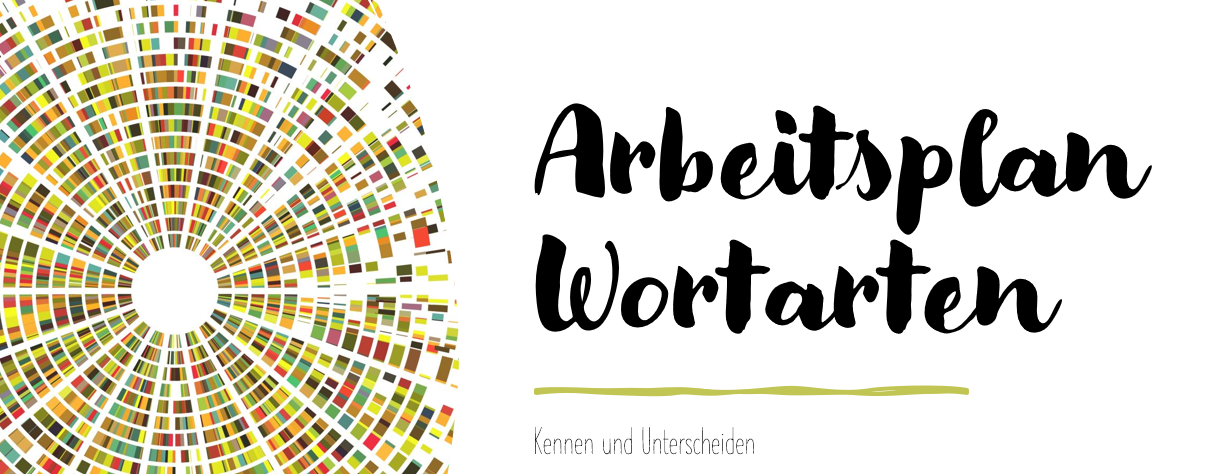 Arbeitsplan
Wortarten
Kennen und Unterscheiden